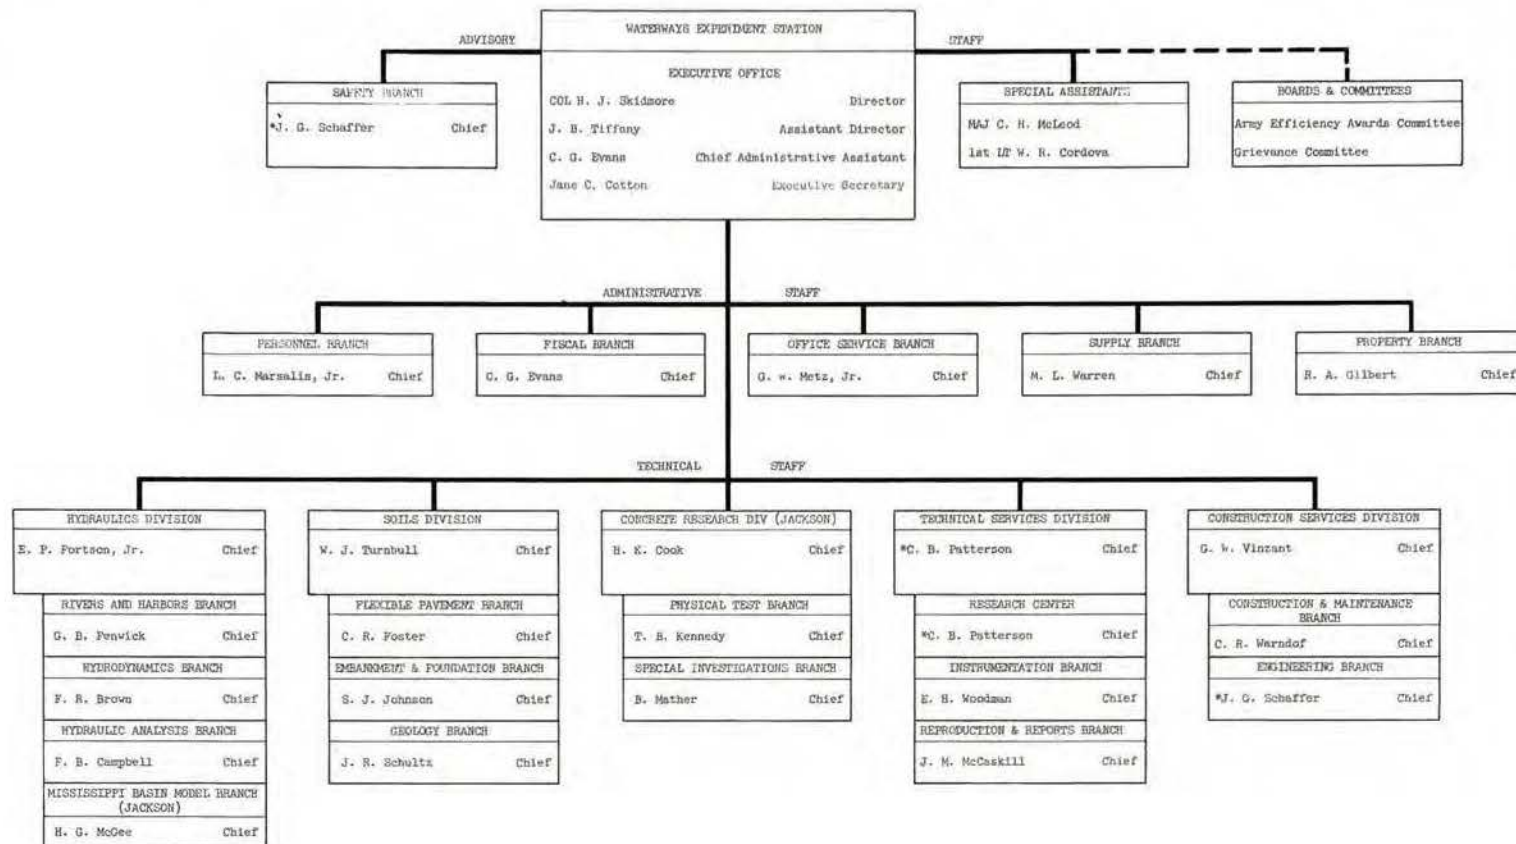 WATERWAYS EXPERIMENT STATION
ADVISORY
STAFF
EXECUTIVE OFFICE
COL H. J. Skidmore Director
J. B. Tiffany Assistant Director
C. G. Evans Chief Administrative Assistant
Jane C. Cotton Executive Secretary
SAFETY BRANCH
*J. G. Schaffer Chief
SPECIAL ASSISTANTS
MAJ C. H. McLeod
1st LT W. R. Cordova
BOARDS & COMMITTEES
Army Efficiency Awards Committee
Grievance Committee
ADMINISTRATIVE STAFF
PERSONNEL BRANCH
L. C. Marsalis, Jr. Chief
FISCAL BRANCH
C. G. Evans Chief
OFFICE SERVICE BRANCH
G. W. Metz, Jr. Chief
SUPPLY BRANCH
M. L. Warren Chief
PROPERTY BRANCH
R. A. Gilbert Chief
TECHNICAL STAFF
HYDRAULICS DIVISION
E. P. Fortson, Jr. Chief
RIVERS AND HARBORS BRANCH
G. B. Fenwick Chief
HYDRODYNAMICS BRANCH
F. R. Brown Chief
HYDRAULIC ANALYSIS BRANCH
F. B. Campbell Chief
MISSISSIPPI BASIN MODEL BRANCH
(JACKSON)
H. G. McGee Chief
SOILS DIVISION
W. J. Turnbull Chief
FLEXIBLE PAVEMENT BRANCH
C. R. Foster Chief
EMBANKMENT & FOUNDATION BRANCH
S. J. Johnson Chief
GEOLOGY BRANCH
J. R. Schultz Chief
CONCRETE RESEARCH DIV (JACKSON)
H. K. Cook Chief
PHYSICAL TEST BRANCH
T. B. Kennedy Chief
SPECIAL INVESTIGATIONS BRANCH
B. Mather Chief
TECHNICAL SERVICES DIVISION
*C. B. Patterson Chief
RESEARCH CENTER
*C. B. Patterson Chief
INSTRUMENTATION BRANCH
E. H. Woodman Chief
REPRODUCTION & REPORTS BRANCH
J. M. McCaskill Chief
CONSTRUCTION SERVICES DIVISION
G. W. Vinzant Chief
CONSTRUCTION & MAINTENANCE
BRANCH
C. R. Warndof Chief
ENGINEERING BRANCH
*J. G. Schaffer Chief